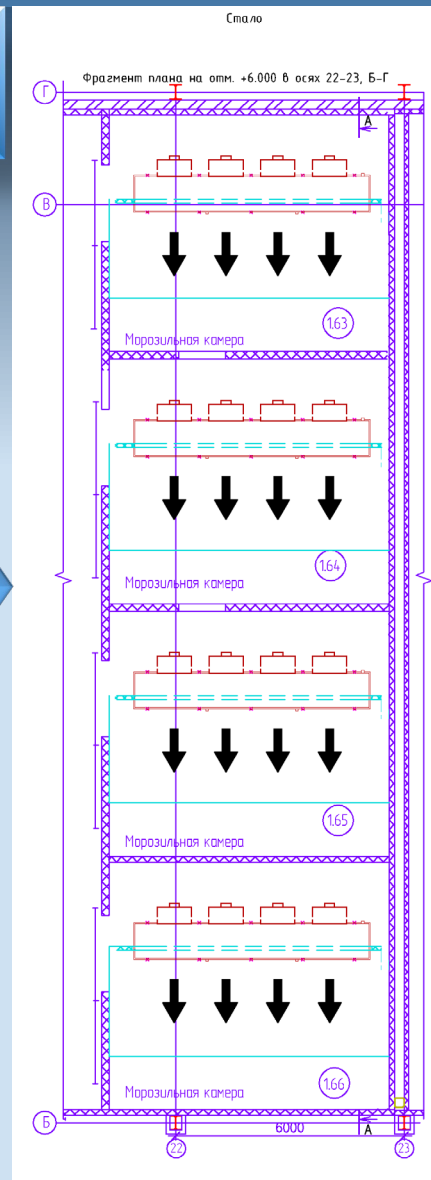 Стало
Фрагмент плана на отм. +6.000 в осях 22-23, Б-Г
Г
А
В
1.63
Морозильная камера
1.64
Морозильная камера
1.65
Морозильная камера
1.66
Морозильная камера
Б
6000
А
22
23